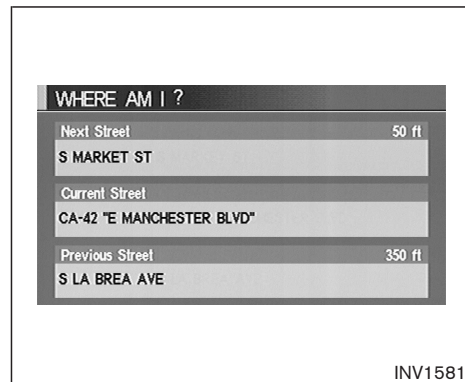 WHERE AM I ?
Next Street 50 ft
S MARKET ST
Current Street
CA-42 "E MANCHESTER BLVD"
Previous Street 350 ft
S LA BREA AVE
INV1581